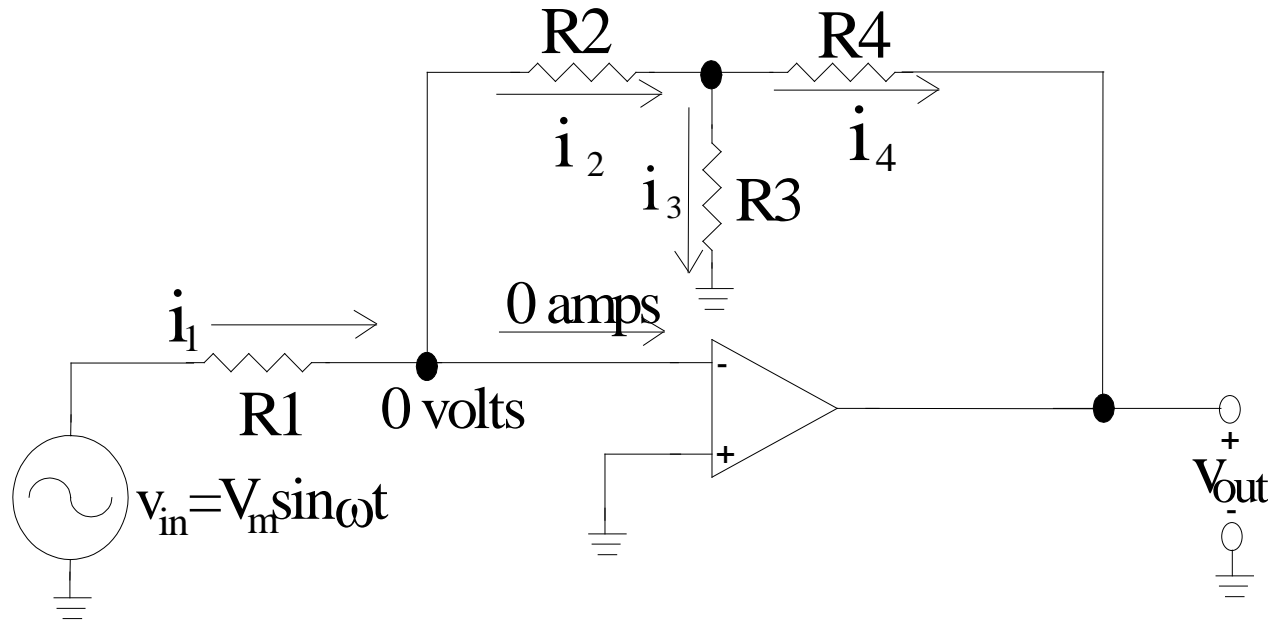 R2
R4
i2
i4
i3
R3
0 amps
i1
-
R1
0 volts
+
+
vin=Vmsinωt
vout
-